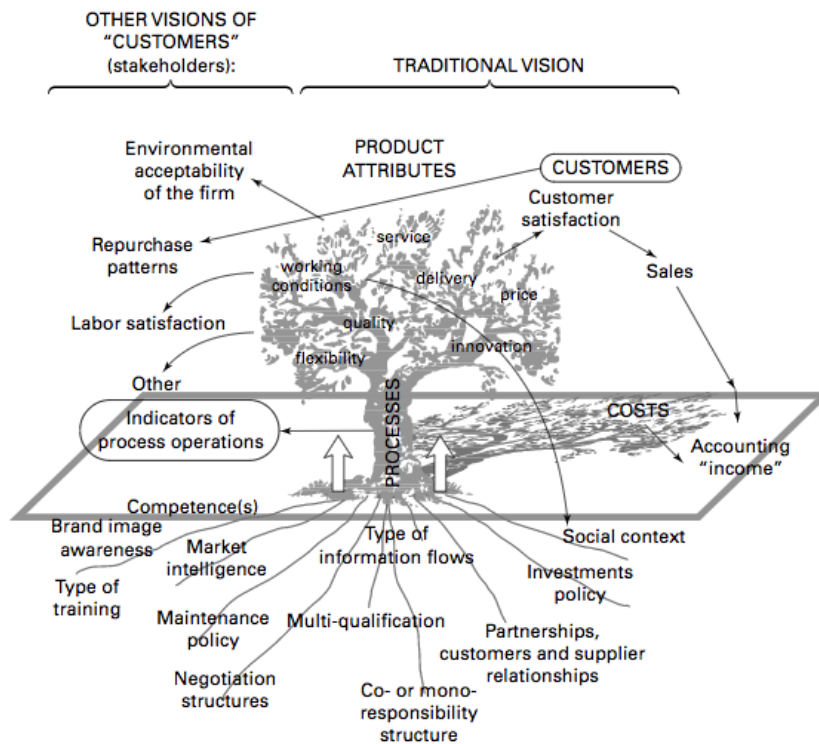 OTHER VISIONS OF
“CUSTOMERS”
(stakeholders):
TRADITIONAL VISION
Environmental
acceptability
of the firm
PRODUCT
ATTRIBUTES
CUSTOMERS
Customer
satisfaction
Repurchase
patterns
service
working
conditions
delivery
Sales
price
Labor satisfaction
quality
flexibility
innovation
Other
Indicators of
process operations
PROCESSES
COSTS
Accounting
“income”
Competence(s)
Brand image
awareness
Market
intelligence
Type of
information flows
Social context
Type of
training
Investments
policy
Maintenance
policy
Multi-qualification
Partnerships,
customers and supplier
relationships
Negotiation
structures
Co- or mono-
responsibility
structure